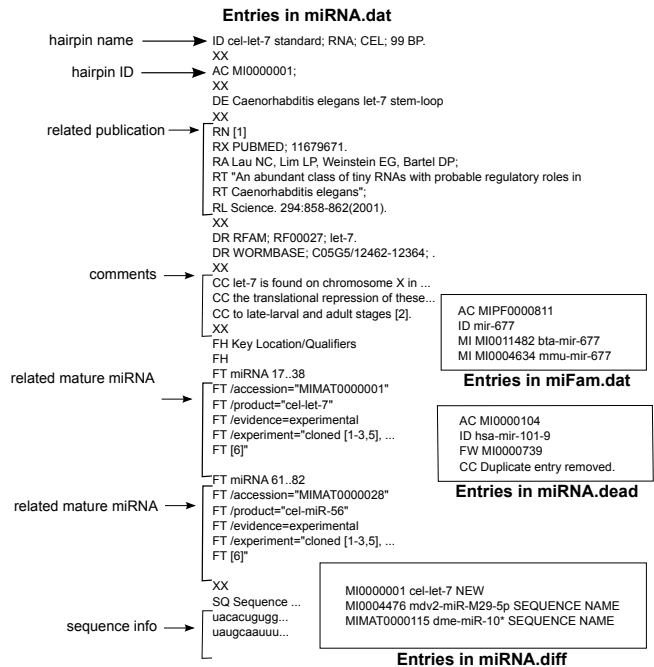 Entries in miRNA.dat
hairpin name
ID cel-let-7 standard; RNA; CEL; 99 BP.
XX
hairpin ID
AC MI0000001;
XX
DE Caenorhabditis elegans let-7 stem-loop
XX
related publication
RN [1]
RX PUBMED; 11679671.
RA Lau NC, Lim LP, Weinstein EG, Bartel DP;
RT "An abundant class of tiny RNAs with probable regulatory roles in
RT Caenorhabditis elegans";
RL Science. 294:858-862(2001).
XX
DR RFAM; RF00027; let-7.
DR WORMBASE; C05G5/12462-12364; .
XX
comments
CC let-7 is found on chromosome X in ...
CC the translational repression of these...
CC to late-larval and adult stages [2].
XX
FH Key Location/Qualifiers
FH
FT miRNA 17..38
related mature miRNA
FT /accession="MIMAT0000001"
FT /product="cel-let-7"
FT /evidence=experimental
FT /experiment="cloned [1-3,5], ...
FT [6]"
FT miRNA 61..82
related mature miRNA
FT /accession="MIMAT0000028"
FT /product="cel-miR-56"
FT /evidence=experimental
FT /experiment="cloned [1-3,5], ...
FT [6]"
XX
SQ Sequence ...
sequence info
uacacugugg...
uaugcaauuu...
AC MIPF0000811
ID mir-677
MI MI0011482 bta-mir-677
MI MI0004634 mmu-mir-677
Entries in miFam.dat
AC MI0000104
ID hsa-mir-101-9
FW MI0000739
CC Duplicate entry removed.
Entries in miRNA.dead
MI0000001 cel-let-7 NEW
MI0004476 mdv2-miR-M29-5p SEQUENCE NAME
MIMAT0000115 dme-miR-10* SEQUENCE NAME
Entries in miRNA.diff